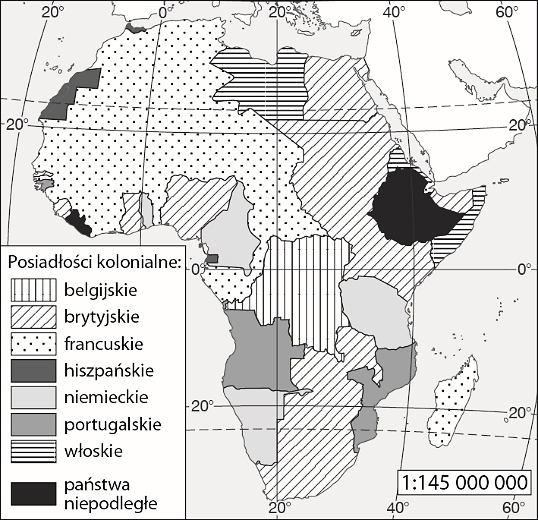 20° 0° 20° 40° 60°
20° 20°
Posiadłości kolonialne:
0° 0°
belgijskie
brytyjskie
francuskie
hiszpańskie
niemieckie
20° 20°
portugalskie
włoskie
1:145 000 000
państwa
niepodległe
20° 40° 60°